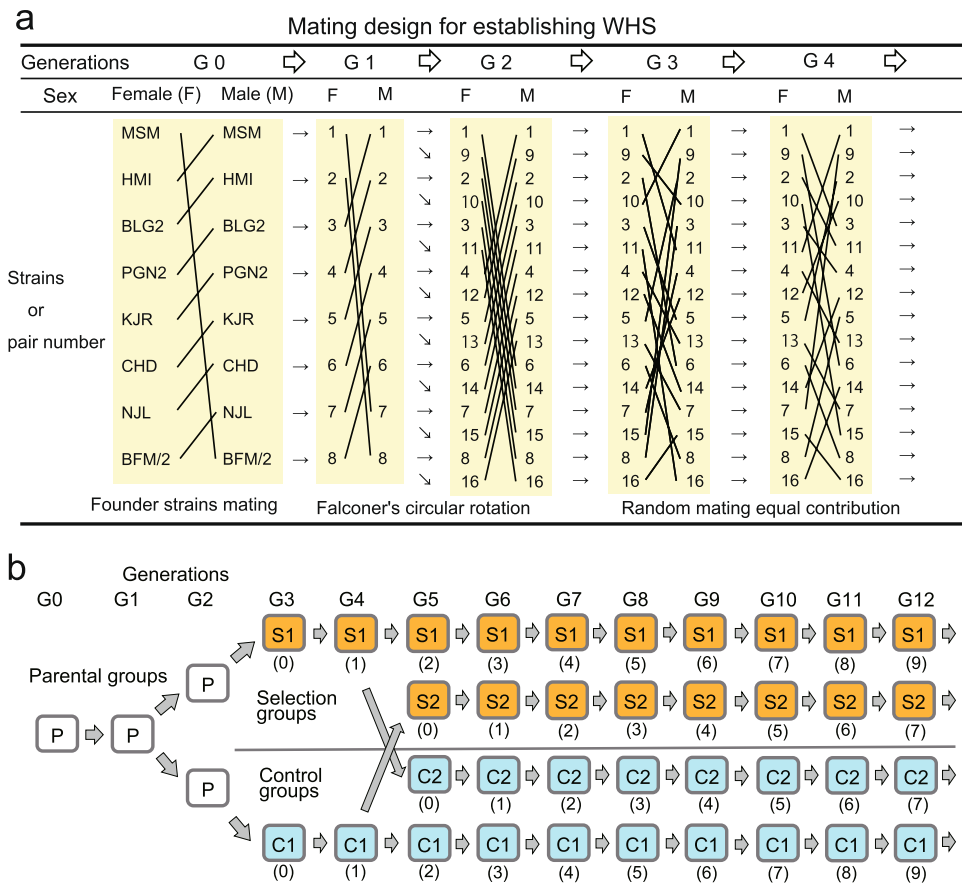 a
Mating design for establishing WHS
Generations G 0 G 1 G 2 G 3 G 4
Sex Female (F) Male (M) F M F M F M F M
MSM MSM → 1 1 → 1 1 → 1 1 → 1 1 →
↘ 9 9 → 9 9 → 9 9 →
HMI HMI → 2 2 → 2 2 → 2 2 → 2 2 →
↘ 10 10 → 10 10 → 10 10 →
BLG2 BLG2 → 3 3 → 3 3 → 3 3 → 3 3 →
↘ 11 11 → 11 11 → 11 11 →
PGN2 PGN2 → 4 4 → 4 4 → 4 4 → 4 4 →
Strains
or
pair number
↘ 12 12 → 12 12 → 12 12 →
KJR KJR → 5 5 → 5 5 → 5 5 → 5 5 →
↘ 13 13 → 13 13 → 13 13 →
CHD CHD → 6 6 → 6 6 → 6 6 → 6 6 →
↘ 14 14 → 14 14 → 14 14 →
NJL NJL → 7 7 → 7 7 → 7 7 → 7 7 →
↘ 15 15 → 15 15 → 15 15 →
BFM/2 BFM/2 → 8 8 → 8 8 → 8 8 → 8 8 →
↘ 16 16 → 16 16 → 16 16 →
Founder strains mating Falconer's circular rotation Random mating equal contribution
b
Generations
G0 G1 G2 G3 G4 G5 G6 G7 G8 G9 G10 G11 G12
S1 S1 S1 S1 S1 S1 S1 S1 S1 S1
(0) (1) (2) (3) (4) (5) (6) (7) (8) (9)
Parental groups
P
Selection
groups
S2 S2 S2 S2 S2 S2 S2 S2
(0) (1) (2) (3) (4) (5) (6) (7)
P P
Control
groups
P
C2 C2 C2 C2 C2 C2 C2 C2
(0) (1) (2) (3) (4) (5) (6) (7)
C1 C1 C1 C1 C1 C1 C1 C1 C1 C1
(0) (1) (2) (3) (4) (5) (6) (7) (8) (9)